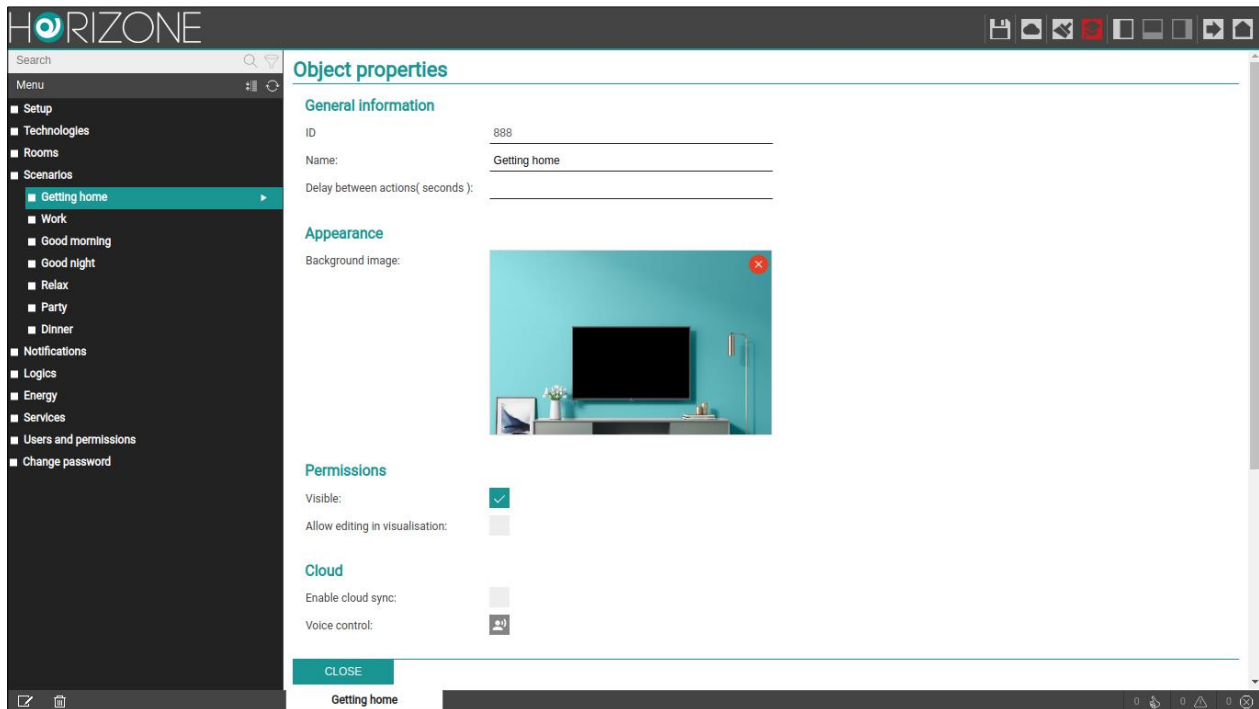 HORIZONE
Search
Menu
Setup
Technologies
Rooms
Scenarios
Getting home
Work
Good morning
Good night
Relax
Party
Dinner
Notifications
Logics
Energy
Services
Users and permissions
Change password
Object properties
General information
ID 888
Name: Getting home
Delay between actions( seconds ):
Appearance
Background image:
Permissions
Visible:
Allow editing in visualisation:
Cloud
Enable cloud sync:
Voice control:
CLOSE
Getting home
0 0 0